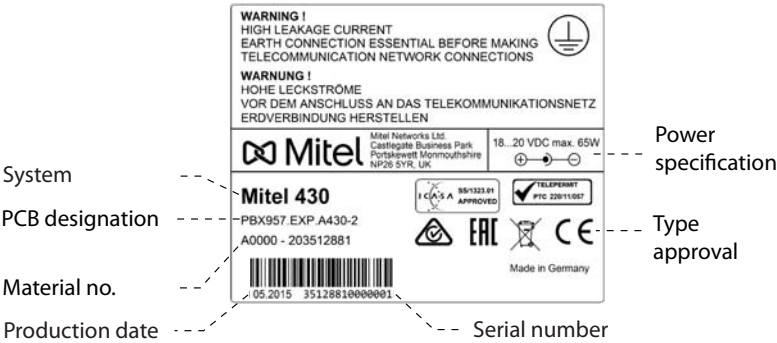 WARNING !
HIGH LEAKAGE CURRENT
EARTH CONNECTION ESSENTIAL BEFORE MAKING
TELECOMMUNICATION NETWORK CONNECTIONS
WARNUNG !
HOHE LECKSTRÖME
VOR DEM ANSCHLUSS AN DAS TELEKOMMUNIKATIONSNETZ
ERDVERBINDUNG HERSTELLEN
Mitel
Mitel Networks Ltd.
Castlegate Business Park
Portskewett Monmouthshire
NP26 5YR, UK
18...20 VDC max. 65W
Power
specification
System
Mitel 430
ICASA
SS/1323.01
APPROVED
TELEPERMIT
PTC 220/11/057
PCB designation
PBX957.EXP.A430-2
A0000 - 203512881
EAC
CE
Type
approval
Made in Germany
Material no.
05.2015 35128810000001
Production date
Serial number